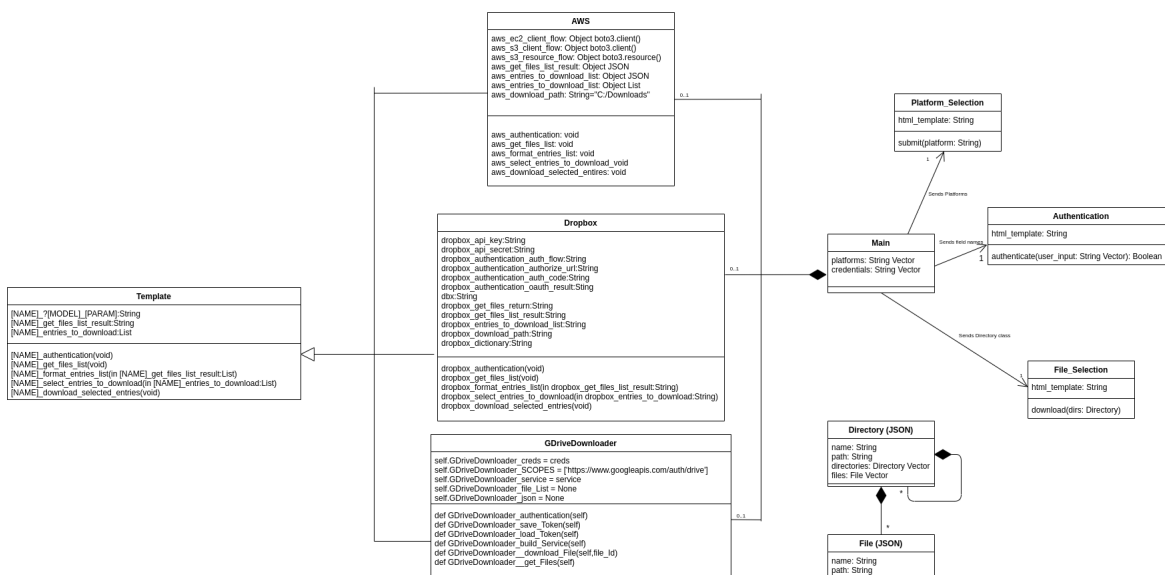 AWS
aws_ec2_client_flow: Object boto3.client()
aws_s3_client_flow: Object boto3.client()
aws_s3_resource_flow: Object boto3.resource()
aws_get_files_list_result: Object JSON
aws_entries_to_download_list: Object JSON
aws_entries_to_download_list: Object List
aws_download_path: String="C:/Downloads"
aws_authentication: void
aws_get_files_list: void
aws_format_entries_list: void
aws_select_entries_to_download_void
aws_download_selected_entires: void
0..1
Platform_Selection
html_template: String
submit(platform: String)
1
Sends Platforms
Authentication
html_template: String
authenticate(user_input: String Vector): Boolean
Sends field names
1
Main
platforms: String Vector
credentials: String Vector
Dropbox
dropbox_api_key:String
dropbox_api_secret:String
dropbox_authentication_auth_flow:String
dropbox_authentication_authorize_url:String
dropbox_authentication_auth_code:String
dropbox_authentication_oauth_result:Sting
dbx:String
dropbox_get_files_return:String
dropbox_get_files_list_result:String
dropbox_entries_to_download_list:String
dropbox_download_path:String
dropbox_dictionary:String
dropbox_authentication(void)
dropbox_get_files_list(void)
dropbox_format_entries_list(in dropbox_get_files_list_result:String)
dropbox_select_entries_to_download(in dropbox_entries_to_download:String)
dropbox_download_selected_entries(void)
0..1
Template
[NAME]_?[MODEL]_[PARAM]:String
[NAME]_get_files_list_result:String
[NAME]_entries_to_download:List
[NAME]_authentication(void)
[NAME]_get_files_list(void)
[NAME]_format_entries_list(in [NAME]_get_files_list_result:List)
[NAME]_select_entries_to_download(in [NAME]_entries_to_download:List)
[NAME]_download_selected_entries(void)
Sends Directory class
1
File_Selection
html_template: String
download(dirs: Directory)
GDriveDownloader
self.GDriveDownloader_creds = creds
self.GDriveDownloader_SCOPES = ['https://www.googleapis.com/auth/drive']
self.GDriveDownloader_service = service
self.GDriveDownloader_file_List = None
self.GDriveDownloader_json = None
def GDriveDownloader_authentication(self)
def GDriveDownloader_save_Token(self)
def GDriveDownloader_load_Token(self)
def GDriveDownloader_build_Service(self)
def GDriveDownloader__download_File(self,file_Id)
def GDriveDownloader__get_Files(self)
0..1
Directory (JSON)
name: String
path: String
directories: Directory Vector
files: File Vector
*
*
File (JSON)
name: String
path: String